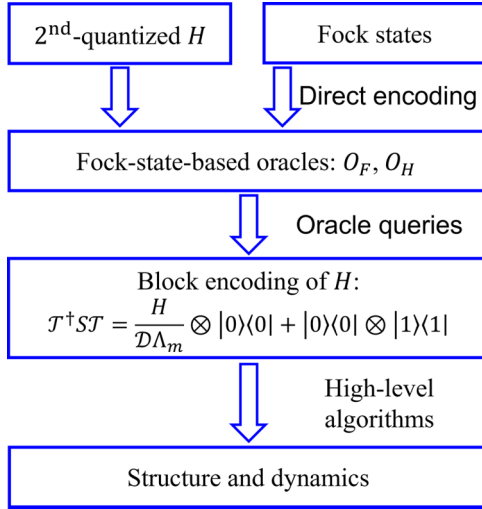 2ⁿᵈ-quantized 𝐻
Fock states
Direct encoding
Fock-state-based oracles: 𝑂_𝐹, 𝑂_𝐻
Oracle queries
Block encoding of 𝐻:
𝒯†𝑆𝒯 = 𝐻/(𝒟Λ_𝑚) ⊗ |0⟩⟨0| + |0⟩⟨0| ⊗ |1⟩⟨1|
High-level
algorithms
Structure and dynamics